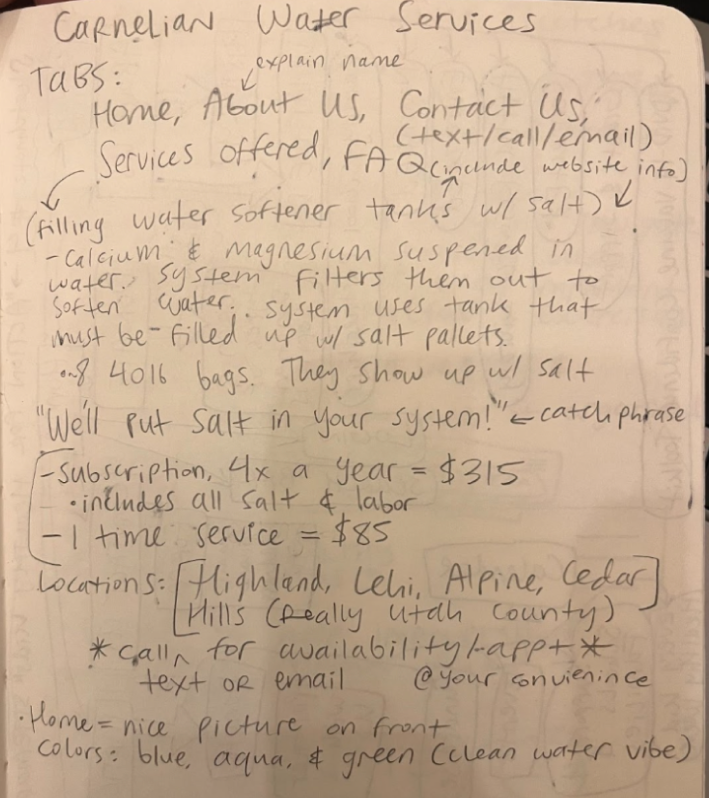 CARNELIAN Water Services
TABS:
explain name
Home, About Us, Contact Us,
(text/call/email)
Services offered, FAQ (include website info)
(filling water softener tanks w/ salt)
- Calcium & magnesium suspened in
water. System filters them out to
soften water. System uses tank that
must be filled up w/ salt pallets.
8 40lb bags. They show up w/ salt
"We'll put salt in your system!" ← catch phrase
- Subscription, 4x a year = $315
• includes all salt & labor
- 1 time service = $85
Locations: [Highland, Lehi, Alpine, Cedar
Hills (Really Utah County)]
* call for availability/-appt *
text OR email @ your convienince
• Home = nice picture on front
colors: blue, aqua, & green (clean water vibe)